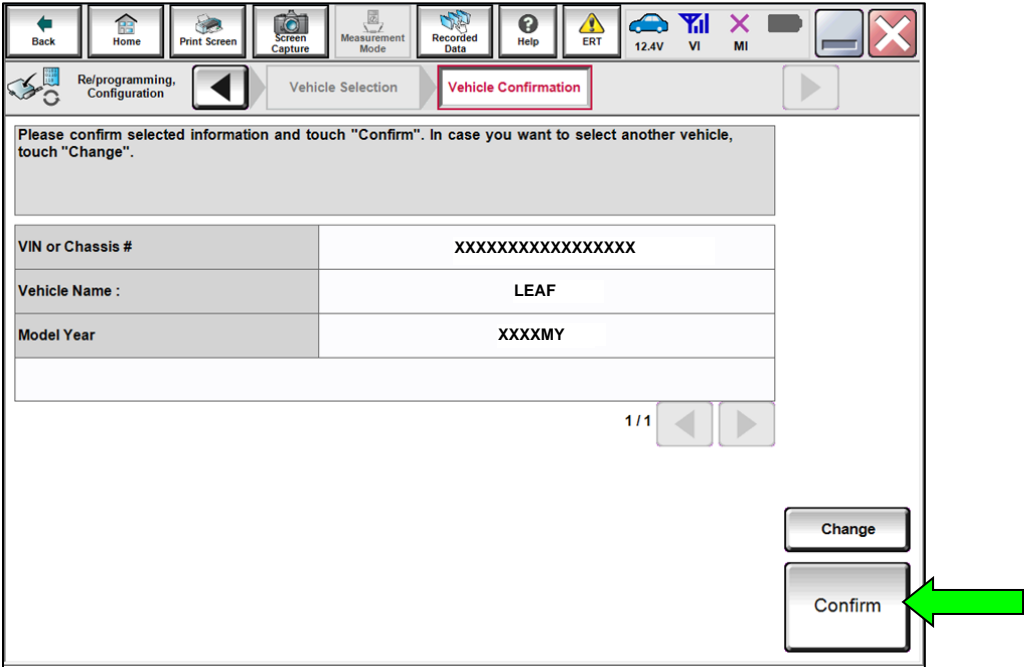 Back
Home
Print Screen
Screen
Capture
Measurement
Mode
Recorded
Data
Help
ERT
12.4V
VI
MI
Re/programming,
Configuration
Vehicle Selection
Vehicle Confirmation
Please confirm selected information and touch "Confirm". In case you want to select another vehicle,
touch "Change".
VIN or Chassis # XXXXXXXXXXXXXXXXX
Vehicle Name : LEAF
Model Year XXXXMY
1 / 1
Change
Confirm